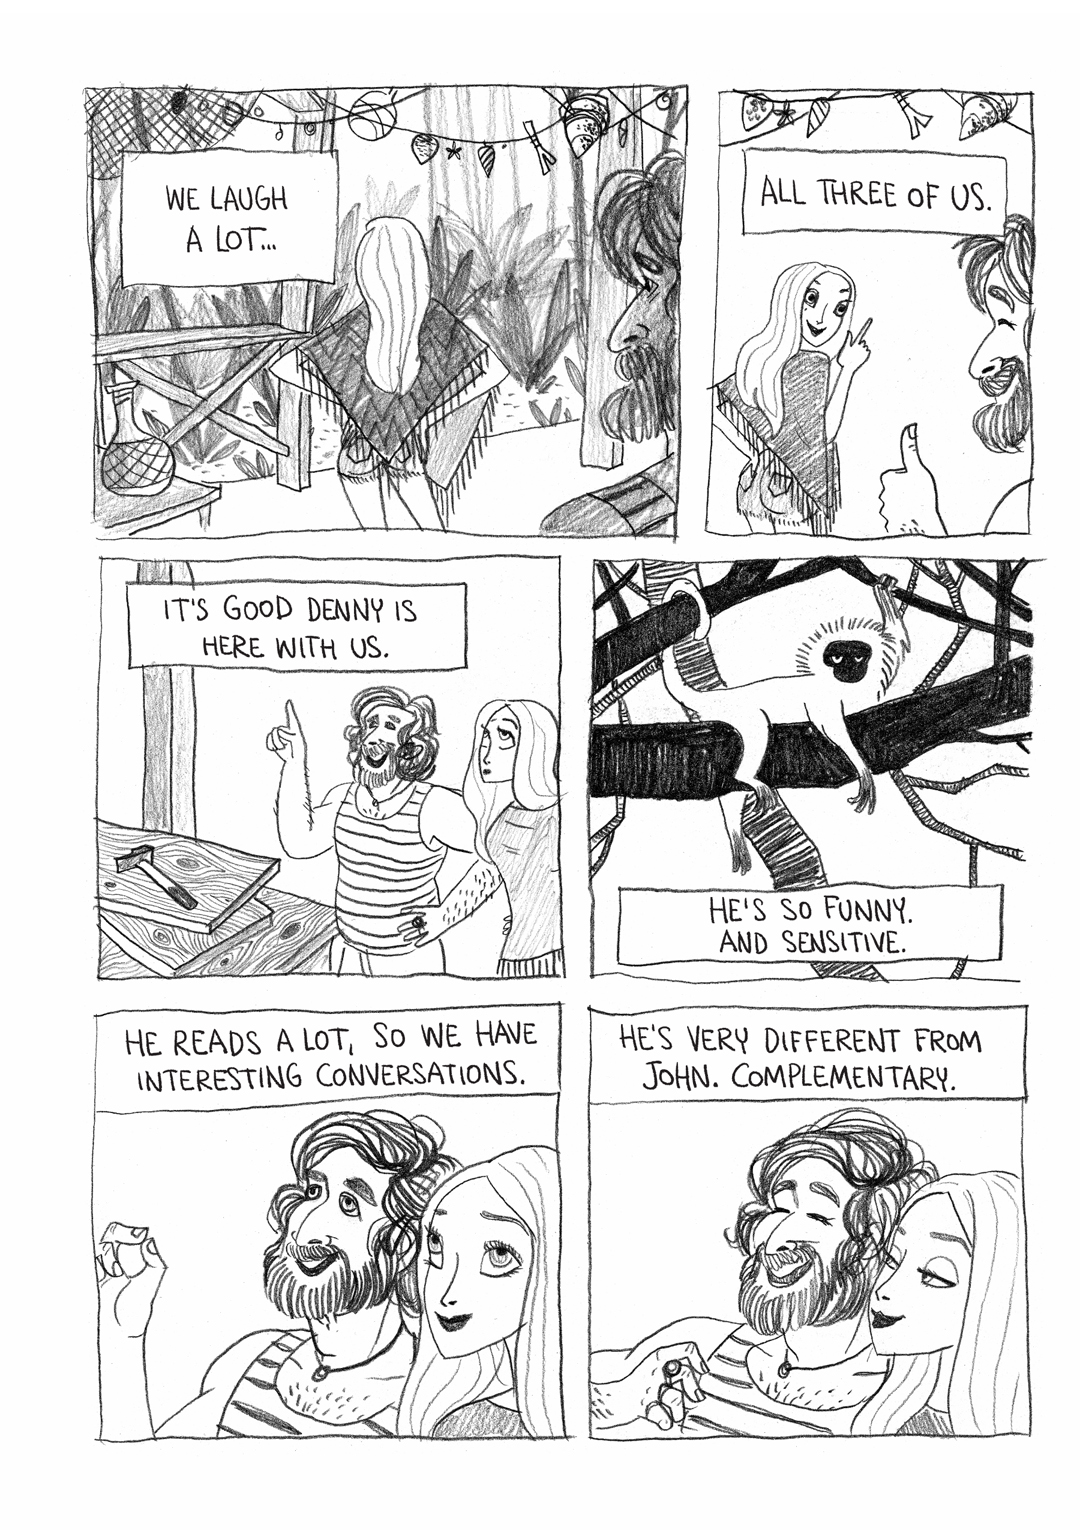 WE LAUGH
A LOT...
ALL THREE OF US.
IT'S GOOD DENNY IS
HERE WITH US.
HE'S SO FUNNY.
AND SENSITIVE.
HE READS A LOT, SO WE HAVE
INTERESTING CONVERSATIONS.
HE'S VERY DIFFERENT FROM
JOHN. COMPLEMENTARY.